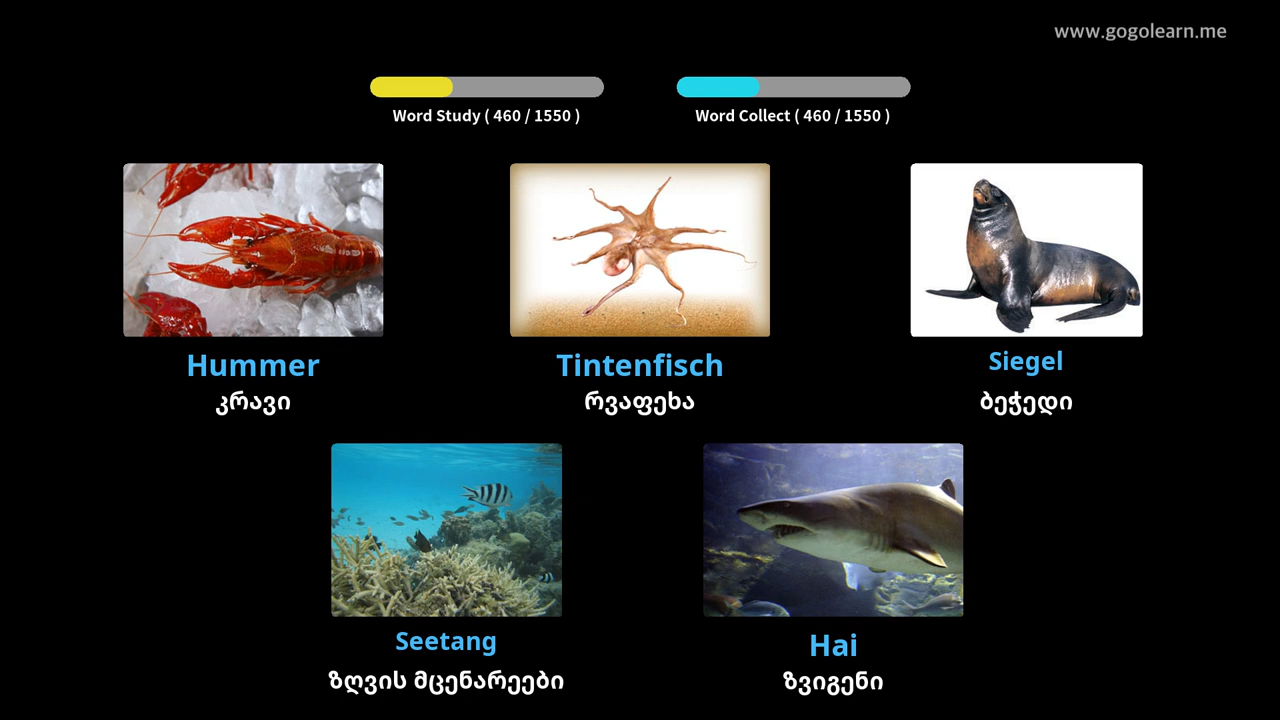 www.gogolearn.me
Word Study ( 460 / 1550 )
Word Collect ( 460 / 1550 )
Hummer
კრავი
Tintenfisch
რვაფეხა
Siegel
ბეჭედი
Seetang
ზღვის მცენარეები
Hai
ზვიგენი